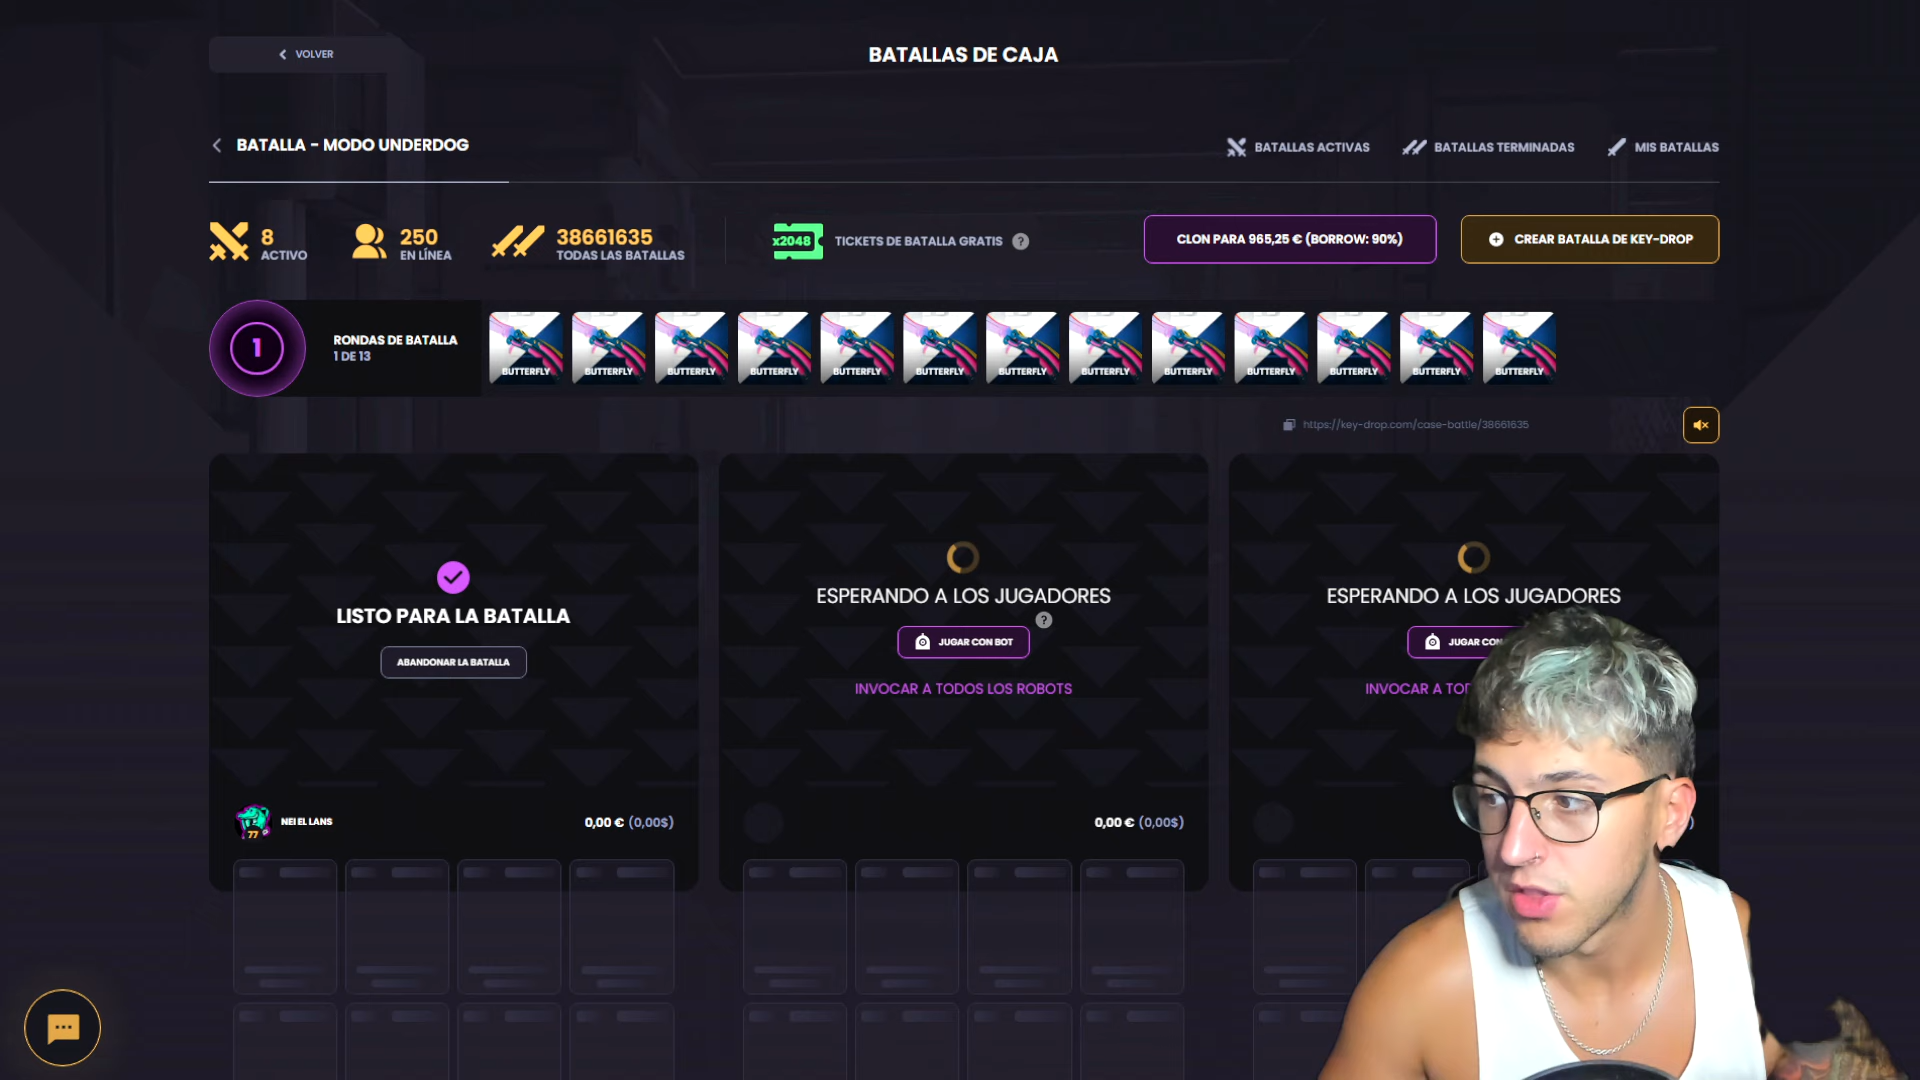 VOLVER
BATALLAS DE CAJA
BATALLA - MODO UNDERDOG
BATALLAS ACTIVAS
BATALLAS TERMINADAS
MIS BATALLAS
8
ACTIVO
250
EN LÍNEA
38661635
TODAS LAS BATALLAS
x2048
TICKETS DE BATALLA GRATIS
?
CLON PARA 965,25 € (BORROW: 90%)
CREAR BATALLA DE KEY-DROP
1
RONDAS DE BATALLA
1 DE 13
BUTTERFLY
BUTTERFLY
BUTTERFLY
BUTTERFLY
BUTTERFLY
BUTTERFLY
BUTTERFLY
BUTTERFLY
BUTTERFLY
BUTTERFLY
BUTTERFLY
BUTTERFLY
BUTTERFLY
https://key-drop.com/case-battle/38661635
LISTO PARA LA BATALLA
ABANDONAR LA BATALLA
NEI EL LANS
0,00 € (0,00$)
ESPERANDO A LOS JUGADORES
?
JUGAR CON BOT
INVOCAR A TODOS LOS ROBOTS
0,00 € (0,00$)
ESPERANDO A LOS JUGADORES
JUGAR CON
INVOCAR A TO